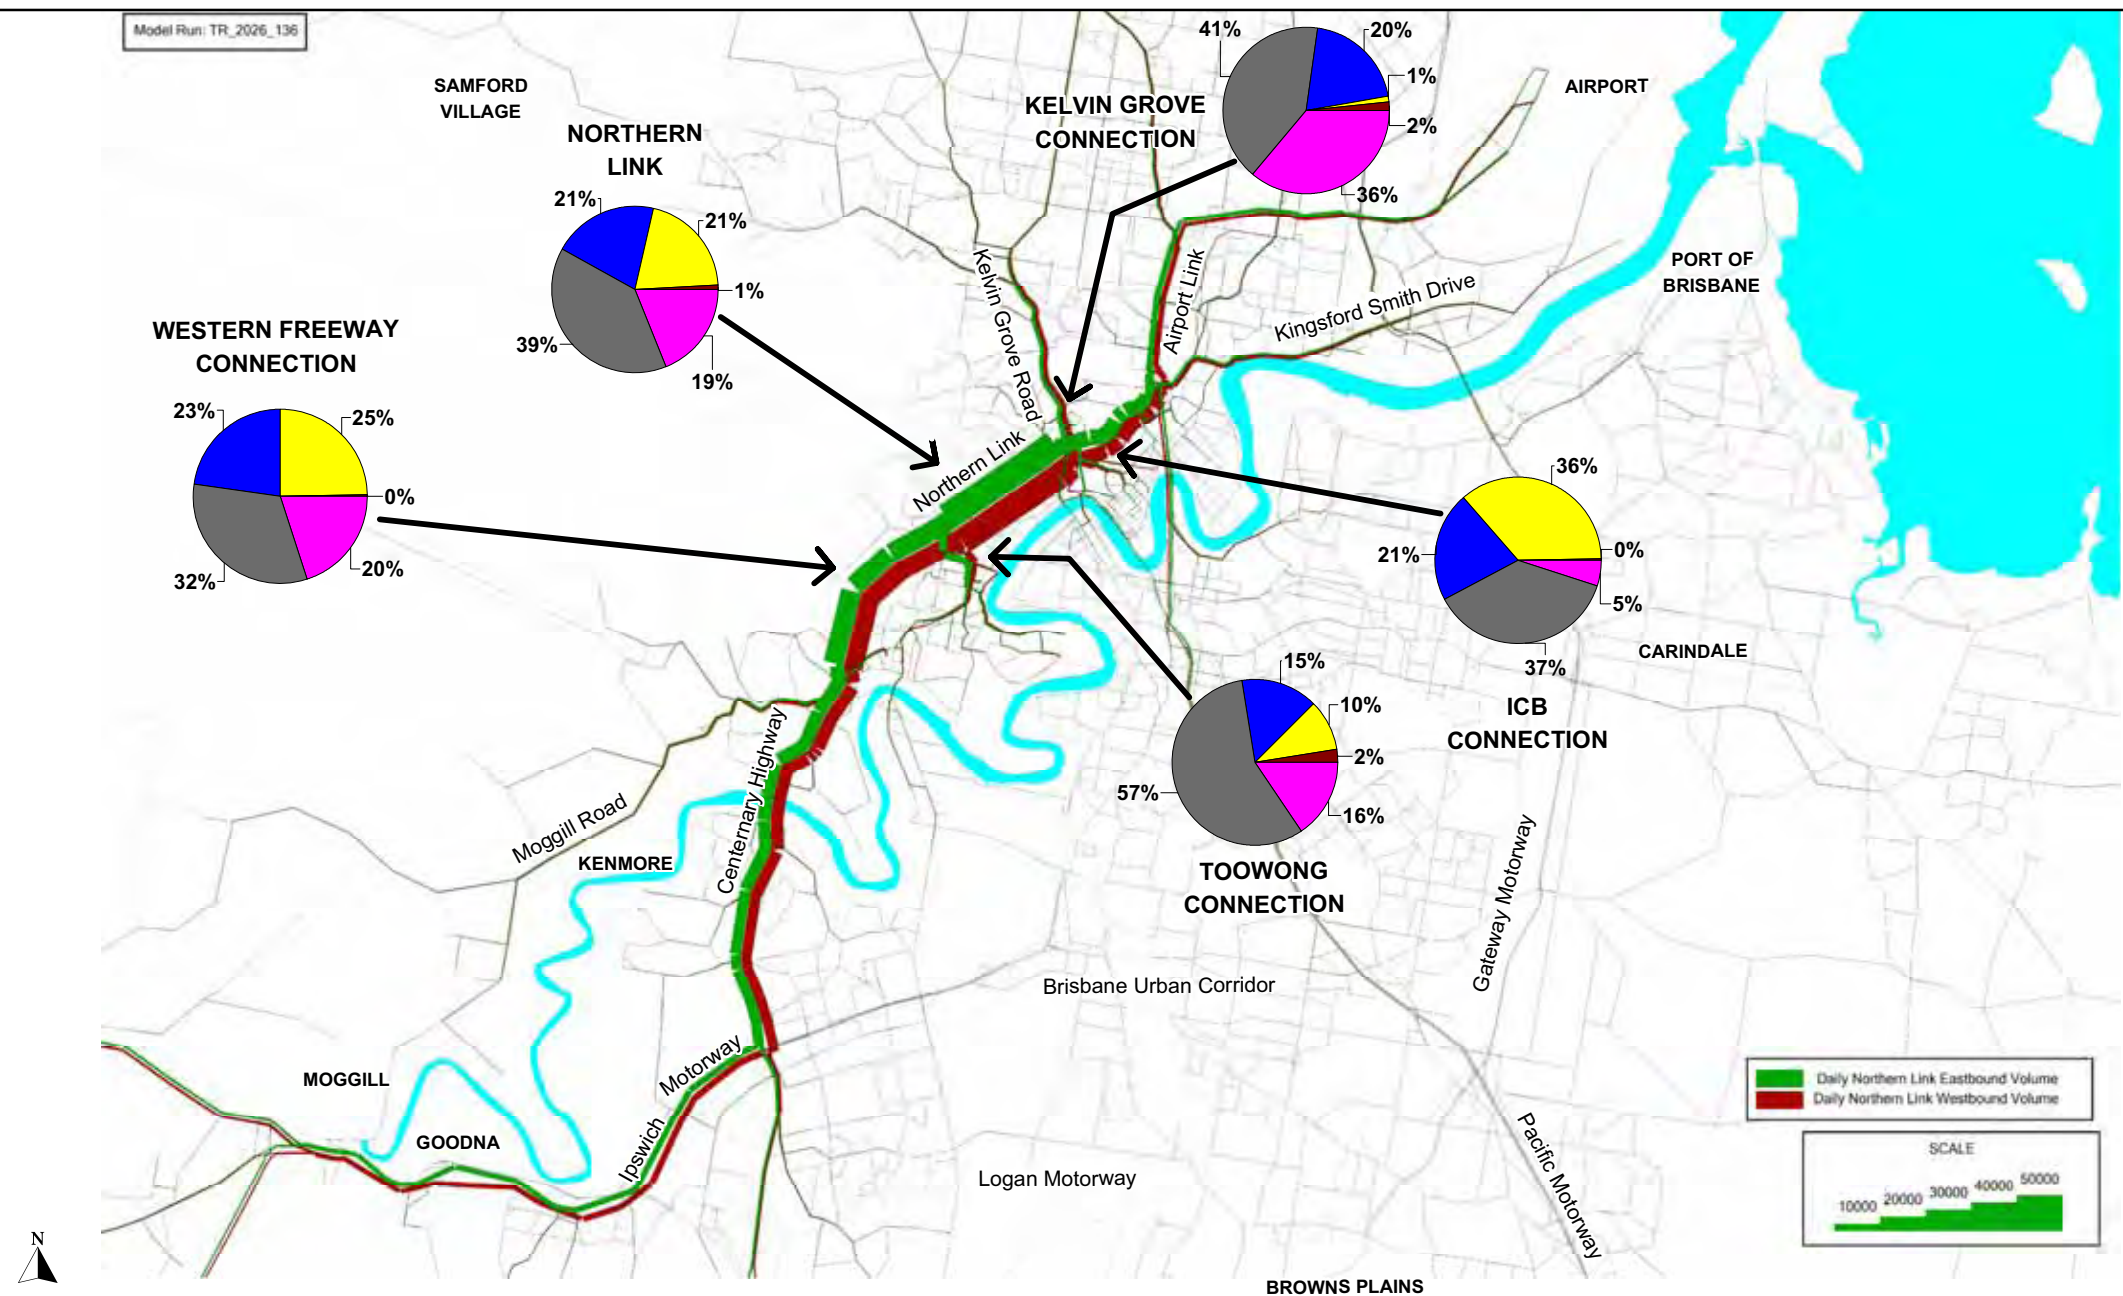 Model Run: TR_2026_136
SAMFORD
VILLAGE
NORTHERN
LINK
21%
21%
1%
39%
19%
WESTERN FREEWAY
CONNECTION
23%
25%
0%
32%
20%
KELVIN GROVE
CONNECTION
41%
20%
1%
2%
36%
AIRPORT
PORT OF
BRISBANE
Kelvin Grove Road
Airport Link
Kingsford Smith Drive
Northern Link
36%
21%
0%
5%
37%
ICB
CONNECTION
CARINDALE
15%
10%
2%
57%
16%
TOOWONG
CONNECTION
Centernary Highway
Moggill Road
KENMORE
Gateway Motorway
Brisbane Urban Corridor
MOGGILL
GOODNA
Ipswich Motorway
Logan Motorway
Pacific Motorway
BROWNS PLAINS
Daily Northern Link Eastbound Volume
Daily Northern Link Westbound Volume
SCALE
10000 20000 30000 40000 50000
N